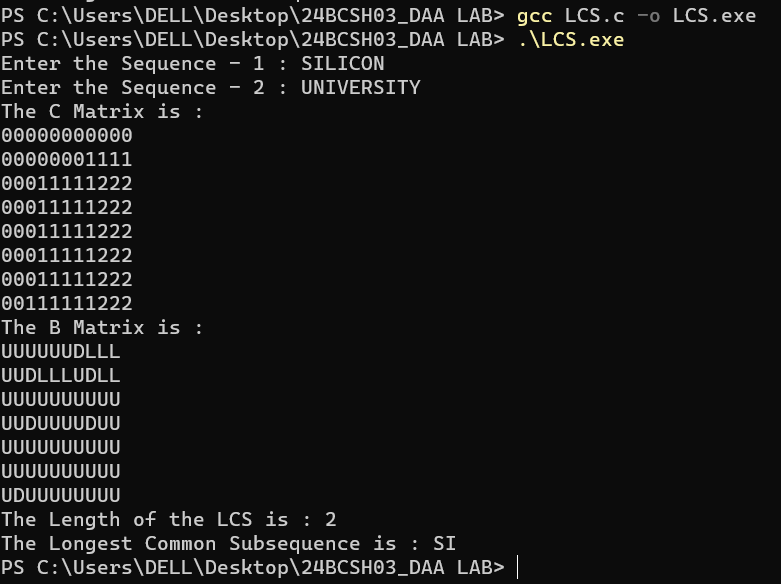 PS C:\Users\DELL\Desktop\24BCSH03_DAA LAB> gcc LCS.c -o LCS.exe
PS C:\Users\DELL\Desktop\24BCSH03_DAA LAB> .\LCS.exe
Enter the Sequence - 1 : SILICON
Enter the Sequence - 2 : UNIVERSITY
The C Matrix is :
00000000000
00000001111
00011111222
00011111222
00011111222
00011111222
00011111222
00111111222
The B Matrix is :
UUUUUUDLLL
UUDLLLUDLL
UUUUUUUUUU
UUDUUUUDUU
UUUUUUUUUU
UUUUUUUUUU
UDUUUUUUUU
The Length of the LCS is : 2
The Longest Common Subsequence is : SI
PS C:\Users\DELL\Desktop\24BCSH03_DAA LAB>